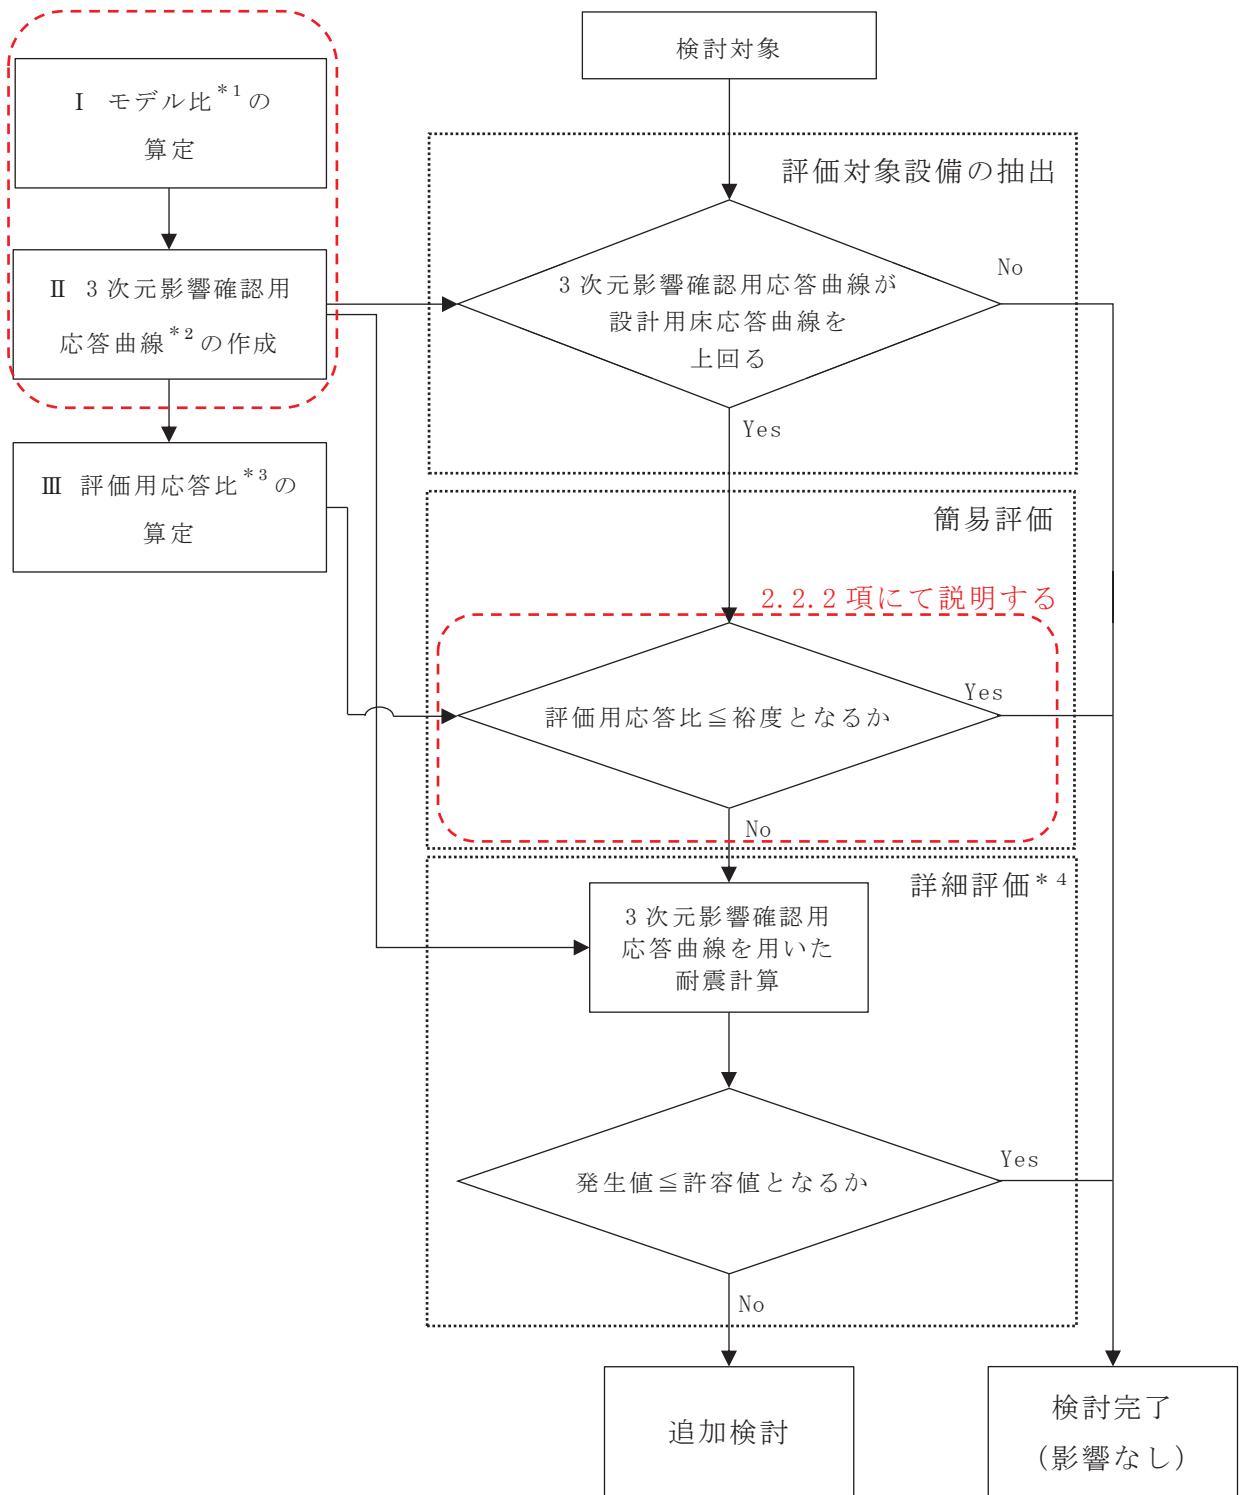 検討対象
Ⅰ モデル比*1の
算定
評価対象設備の抽出
Ⅱ 3次元影響確認用
応答曲線*2の作成
3次元影響確認用応答曲線が
設計用床応答曲線を
上回る
No
Yes
Ⅲ 評価用応答比*3の
算定
簡易評価
2.2.2項にて説明する
評価用応答比≦裕度となるか
Yes
No
詳細評価*4
3次元影響確認用
応答曲線を用いた
耐震計算
発生値≦許容値となるか
Yes
No
追加検討
検討完了
(影響なし)